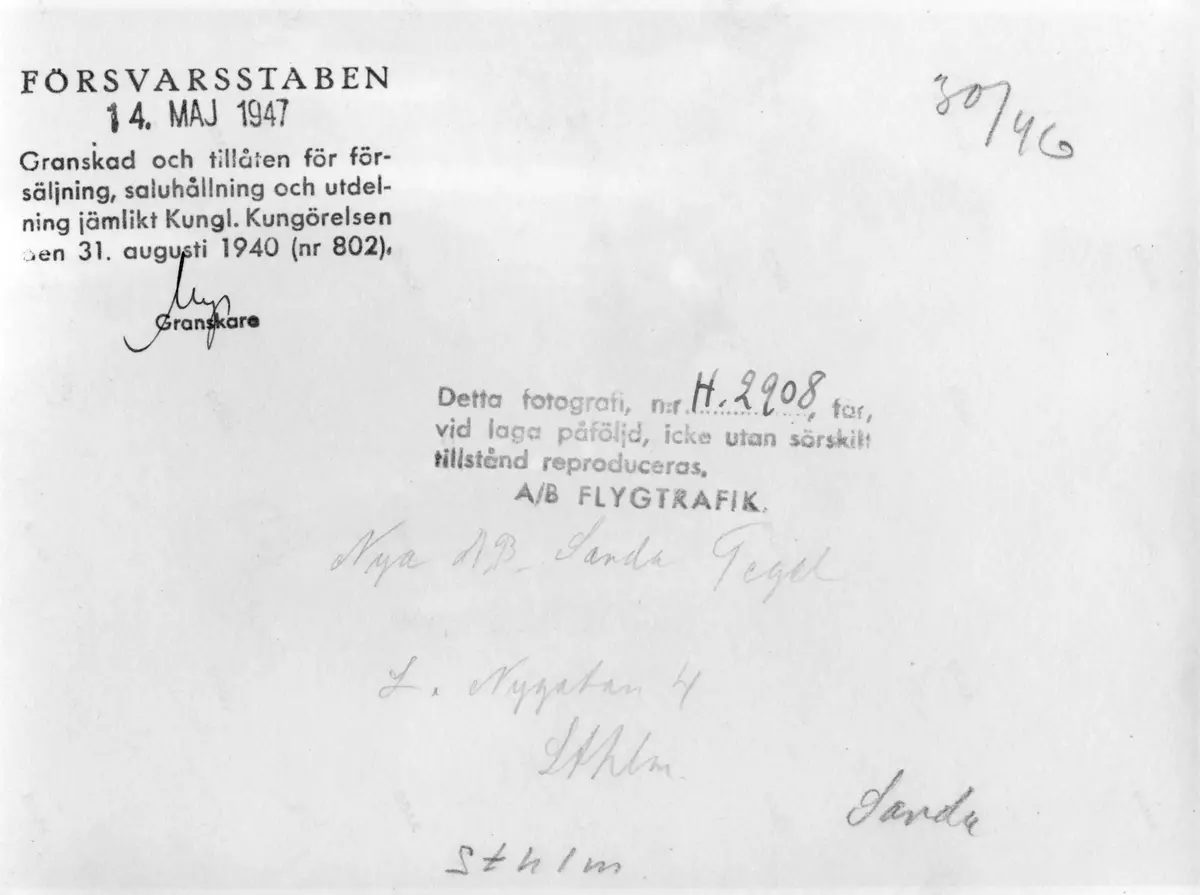 FÖRSVARSSTABEN
14. MAJ 1947
Granskad och tillåten för för-
säljning, saluhållning och utdel-
ning jämlikt Kungl. Kungörelsen
den 31. augusti 1940 (nr 802).
Granskare
30/46
Detta fotografi, n:r H.2908, får,
vid laga påföljd, icke utan särskilt
tillstånd reproduceras.
A/B FLYGTRAFIK.
Nya AB Sanda Tegel
L. Nygatan 4
Sthlm
Sanda
Sthlm